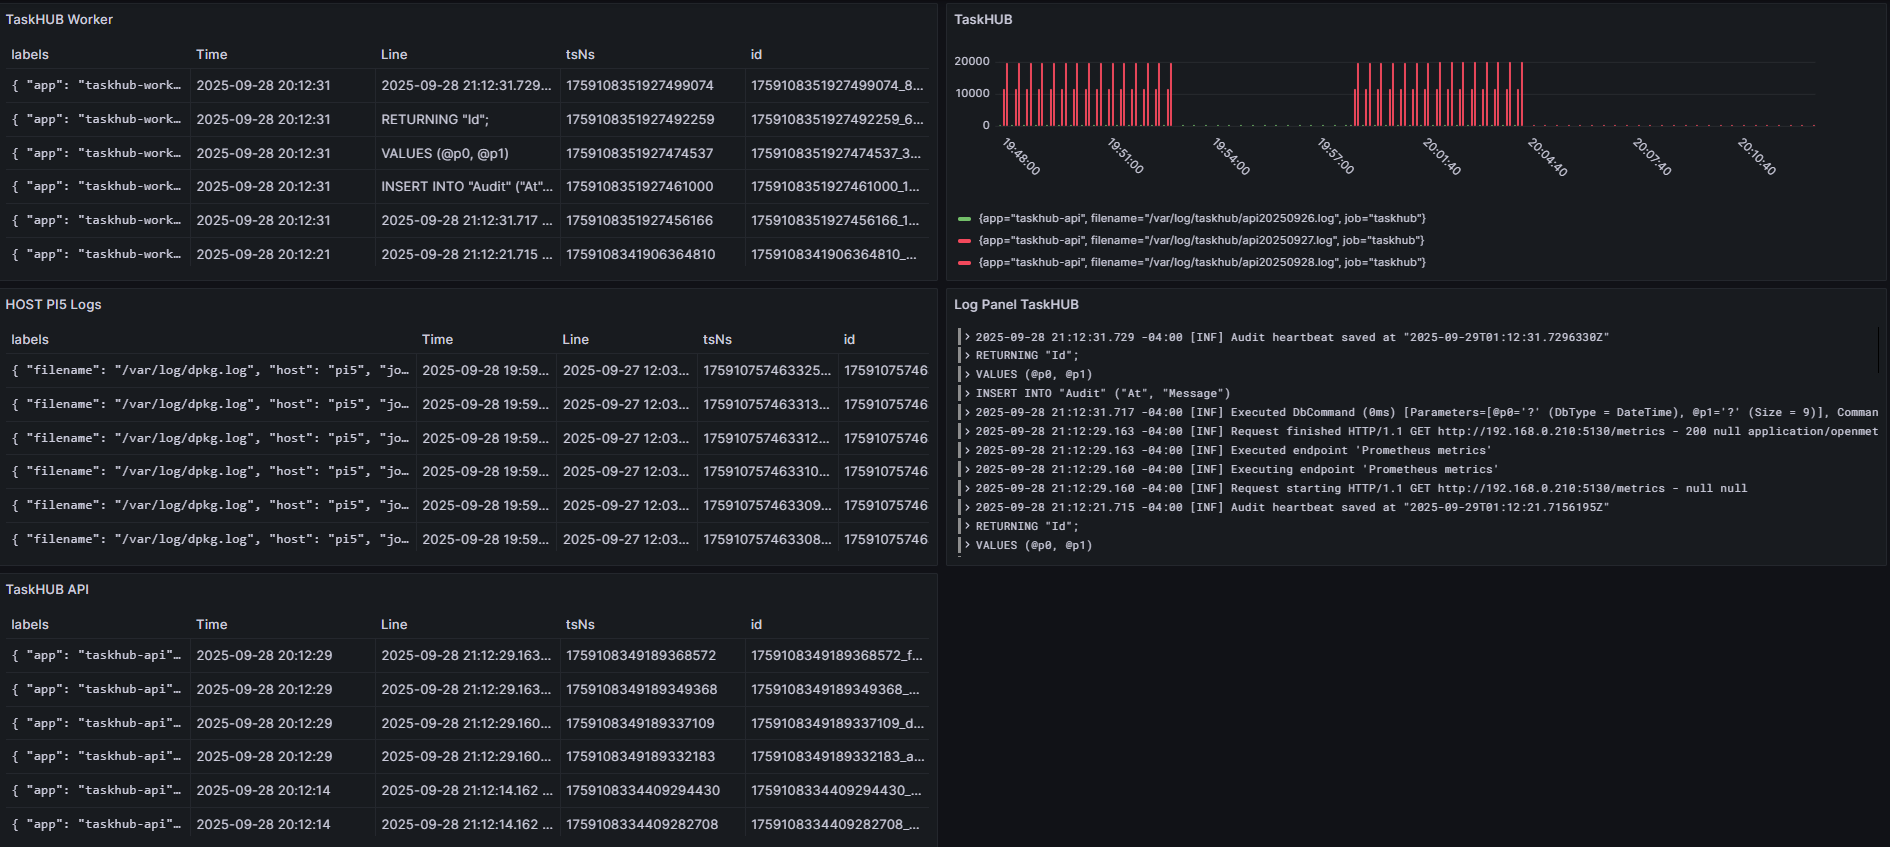 TaskHUB Worker
labels Time Line tsNs id
{ "app": "taskhub-work… 2025-09-28 20:12:31 2025-09-28 21:12:31.729… 1759108351927499074 1759108351927499074_8…
{ "app": "taskhub-work… 2025-09-28 20:12:31 RETURNING "Id"; 1759108351927492259 1759108351927492259_6…
{ "app": "taskhub-work… 2025-09-28 20:12:31 VALUES (@p0, @p1) 1759108351927474537 1759108351927474537_3…
{ "app": "taskhub-work… 2025-09-28 20:12:31 INSERT INTO "Audit" ("At"… 1759108351927461000 1759108351927461000_1…
{ "app": "taskhub-work… 2025-09-28 20:12:31 2025-09-28 21:12:31.717 … 1759108351927456166 1759108351927456166_1…
{ "app": "taskhub-work… 2025-09-28 20:12:21 2025-09-28 21:12:21.715 … 1759108341906364810 1759108341906364810_…
TaskHUB
20000
10000
0
19:48:00 19:51:00 19:54:00 19:57:00 20:01:40 20:04:40 20:07:40 20:10:40
{app="taskhub-api", filename="/var/log/taskhub/api20250926.log", job="taskhub"}
{app="taskhub-api", filename="/var/log/taskhub/api20250927.log", job="taskhub"}
{app="taskhub-api", filename="/var/log/taskhub/api20250928.log", job="taskhub"}
HOST PI5 Logs
labels Time Line tsNs id
{ "filename": "/var/log/dpkg.log", "host": "pi5", "jo… 2025-09-28 19:59… 2025-09-27 12:03… 175910757463325… 17591075746
{ "filename": "/var/log/dpkg.log", "host": "pi5", "jo… 2025-09-28 19:59… 2025-09-27 12:03… 175910757463313… 17591075746
{ "filename": "/var/log/dpkg.log", "host": "pi5", "jo… 2025-09-28 19:59… 2025-09-27 12:03… 175910757463312… 17591075746
{ "filename": "/var/log/dpkg.log", "host": "pi5", "jo… 2025-09-28 19:59… 2025-09-27 12:03… 175910757463310… 17591075746
{ "filename": "/var/log/dpkg.log", "host": "pi5", "jo… 2025-09-28 19:59… 2025-09-27 12:03… 175910757463309… 17591075746
{ "filename": "/var/log/dpkg.log", "host": "pi5", "jo… 2025-09-28 19:59… 2025-09-27 12:03… 175910757463308… 17591075746
Log Panel TaskHUB
2025-09-28 21:12:31.729 -04:00 [INF] Audit heartbeat saved at "2025-09-29T01:12:31.7296330Z"
RETURNING "Id";
VALUES (@p0, @p1)
INSERT INTO "Audit" ("At", "Message")
2025-09-28 21:12:31.717 -04:00 [INF] Executed DbCommand (0ms) [Parameters=[@p0='?' (DbType = DateTime), @p1='?' (Size = 9)], Comman
2025-09-28 21:12:29.163 -04:00 [INF] Request finished HTTP/1.1 GET http://192.168.0.210:5130/metrics - 200 null application/openmet
2025-09-28 21:12:29.163 -04:00 [INF] Executed endpoint 'Prometheus metrics'
2025-09-28 21:12:29.160 -04:00 [INF] Executing endpoint 'Prometheus metrics'
2025-09-28 21:12:29.160 -04:00 [INF] Request starting HTTP/1.1 GET http://192.168.0.210:5130/metrics - null null
2025-09-28 21:12:21.715 -04:00 [INF] Audit heartbeat saved at "2025-09-29T01:12:21.7156195Z"
RETURNING "Id";
VALUES (@p0, @p1)
TaskHUB API
labels Time Line tsNs id
{ "app": "taskhub-api"… 2025-09-28 20:12:29 2025-09-28 21:12:29.163… 1759108349189368572 1759108349189368572_f…
{ "app": "taskhub-api"… 2025-09-28 20:12:29 2025-09-28 21:12:29.163… 1759108349189349368 1759108349189349368_…
{ "app": "taskhub-api"… 2025-09-28 20:12:29 2025-09-28 21:12:29.160… 1759108349189337109 1759108349189337109_d…
{ "app": "taskhub-api"… 2025-09-28 20:12:29 2025-09-28 21:12:29.160… 1759108349189332183 1759108349189332183_a…
{ "app": "taskhub-api"… 2025-09-28 20:12:14 2025-09-28 21:12:14.162 … 1759108334409294430 1759108334409294430_…
{ "app": "taskhub-api"… 2025-09-28 20:12:14 2025-09-28 21:12:14.162 … 1759108334409282708 1759108334409282708_…